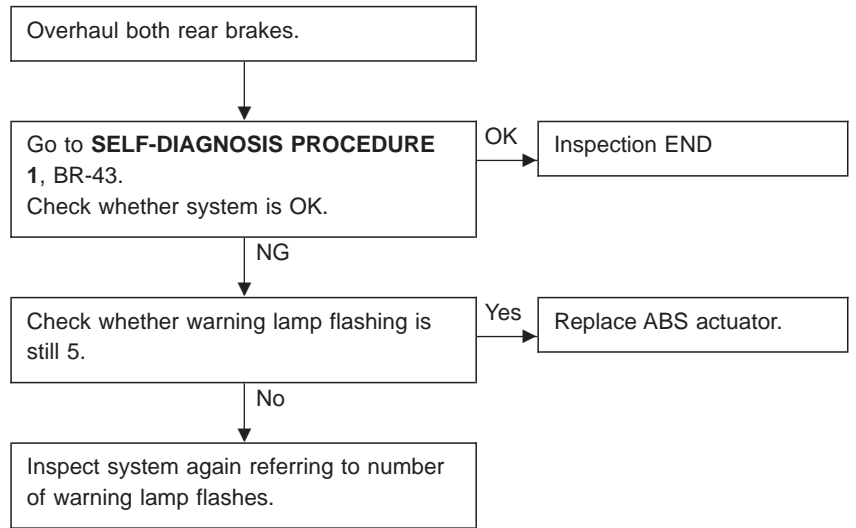 Overhaul both rear brakes.
Go to SELF-DIAGNOSIS PROCEDURE
1, BR-43.
Check whether system is OK.
OK
Inspection END
NG
Check whether warning lamp flashing is
still 5.
Yes
Replace ABS actuator.
No
Inspect system again referring to number
of warning lamp flashes.